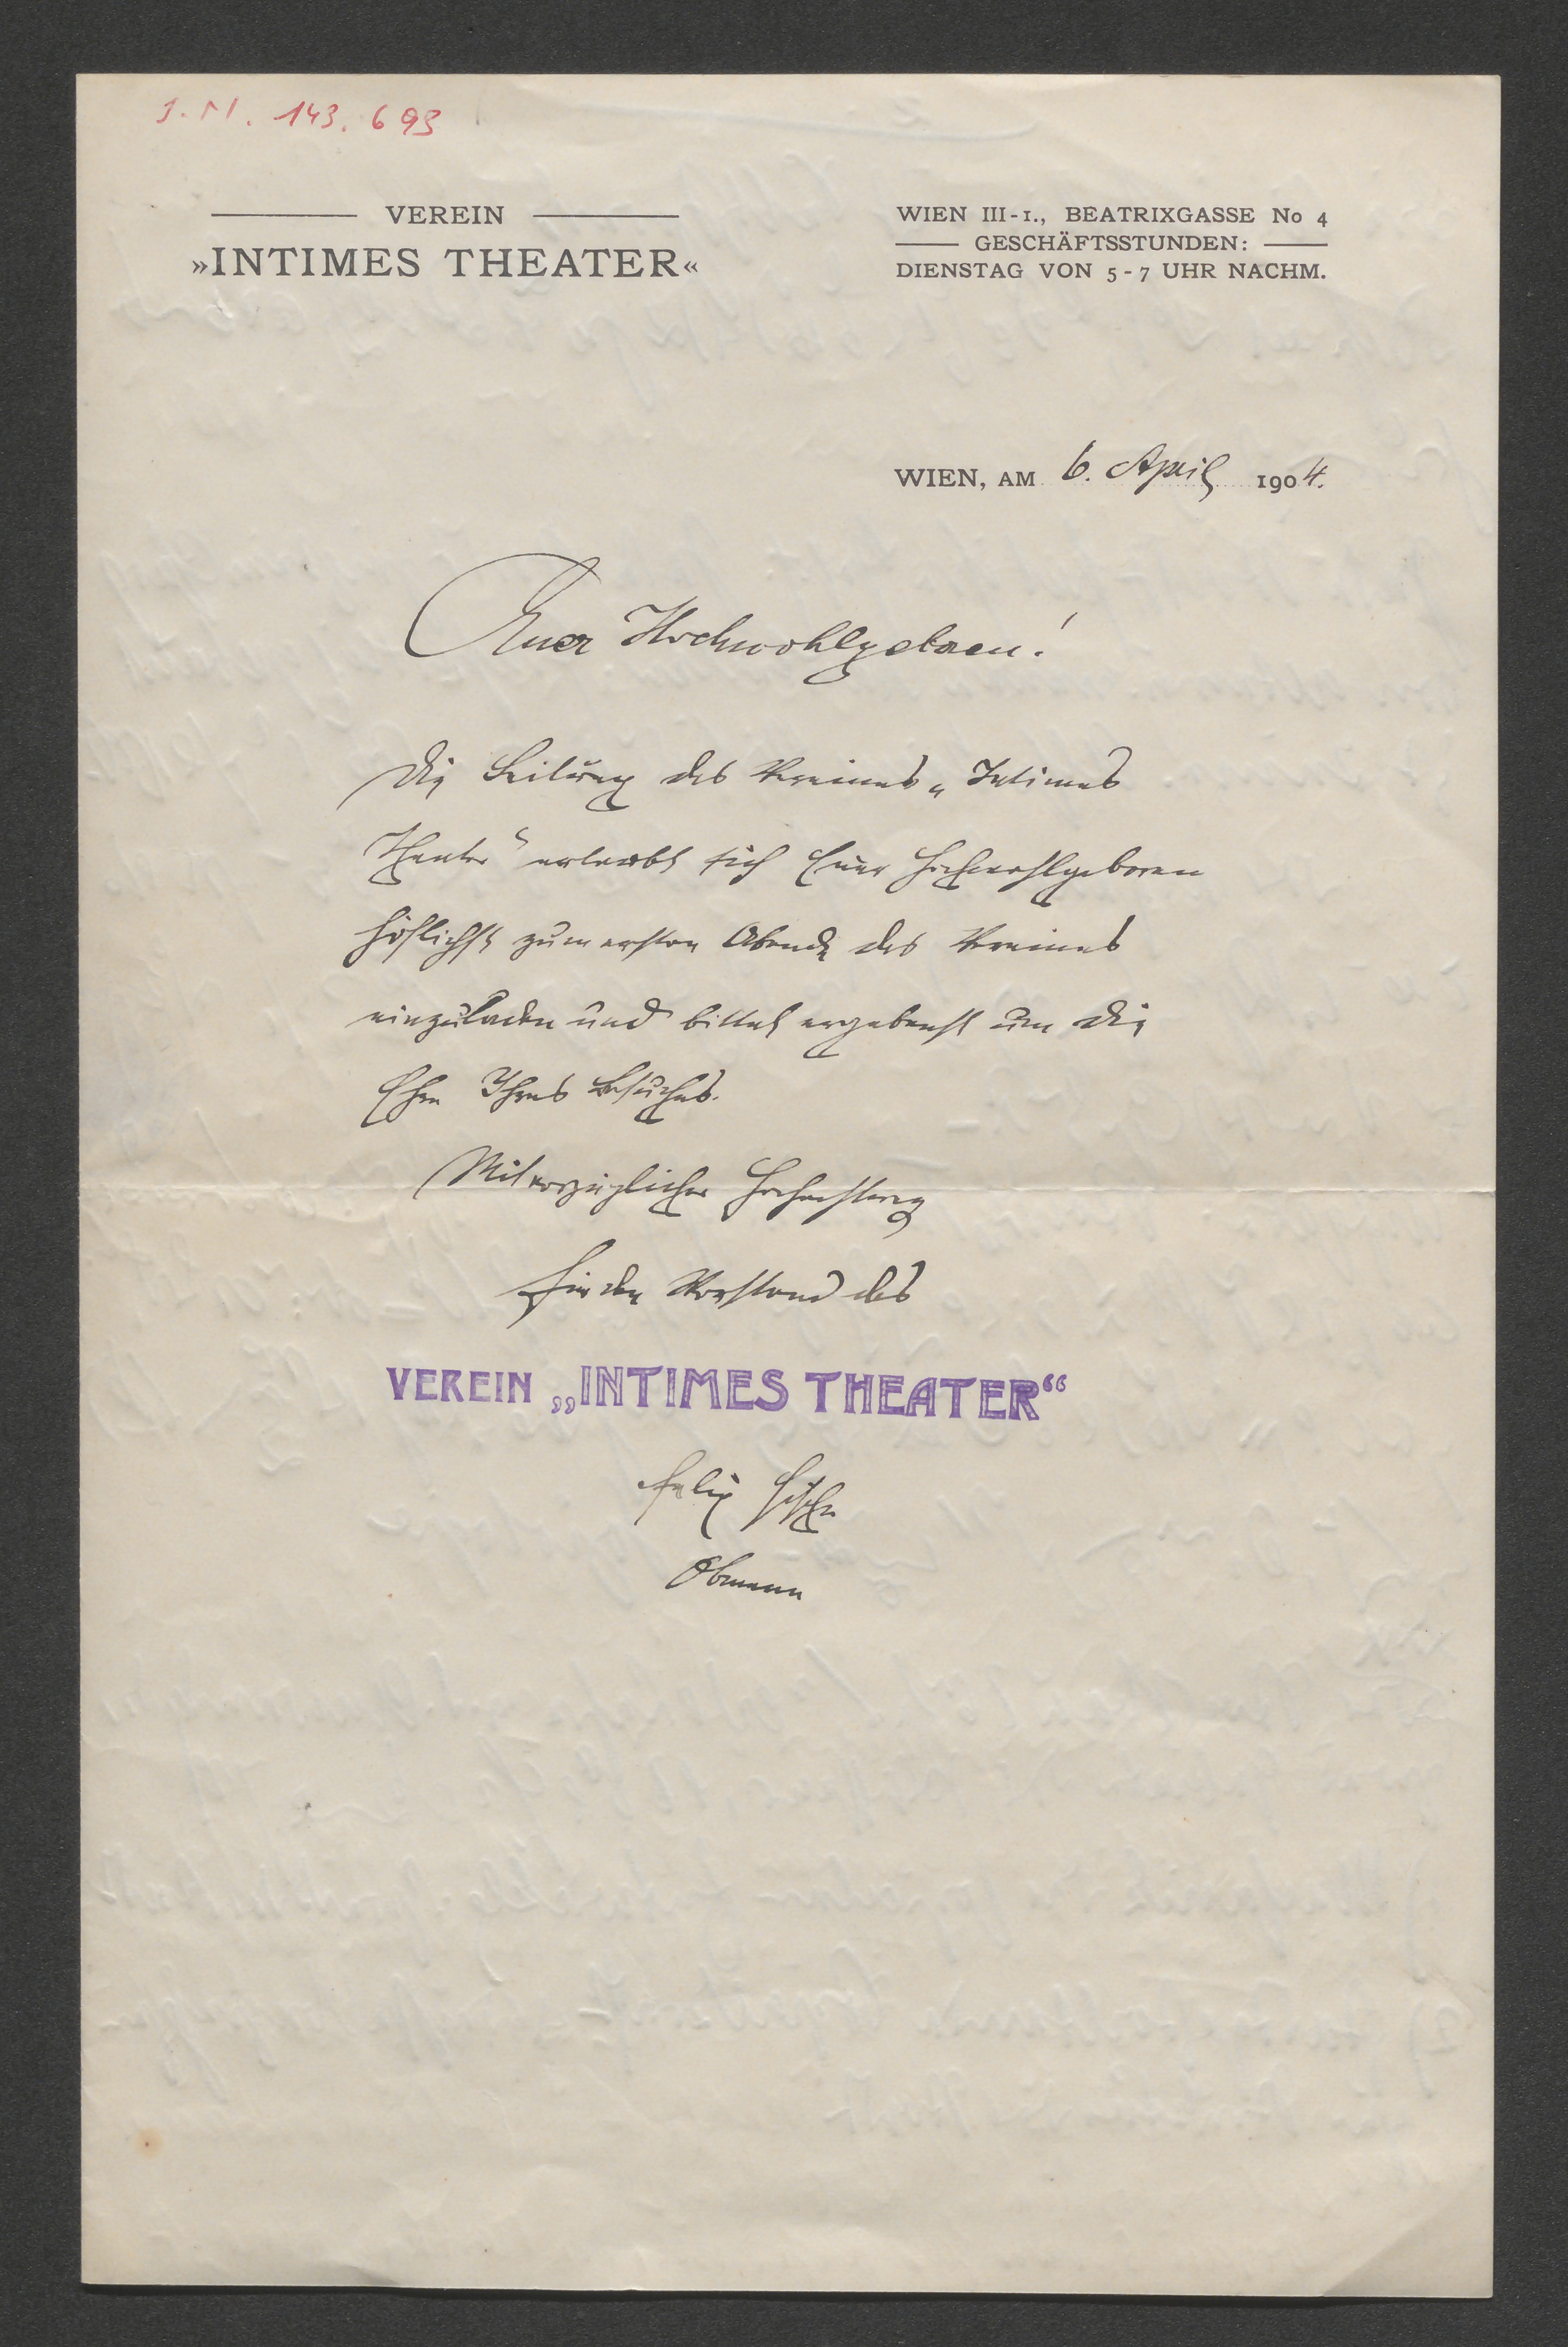 J. N. 143.693
VEREIN
»INTIMES THEATER«
WIEN III-1., BEATRIXGASSE No 4
GESCHÄFTSSTUNDEN:
DIENSTAG VON 5-7 UHR NACHM.
WIEN, AM 6. April 1904.
Euer Hochwohlgeboren!
Die Leitung des Vereines „Intimes
Theater“ erlaubt sich Euer Hochwohlgeboren
höflichst zum ersten Abende des Vereines
einzuladen und bittet ergebenst um die
Ehre Ihres Besuches.
Mit vorzüglicher Hochachtung
Für den Vorstand des
VEREIN „INTIMES THEATER“
Felix Fischer
Obmann